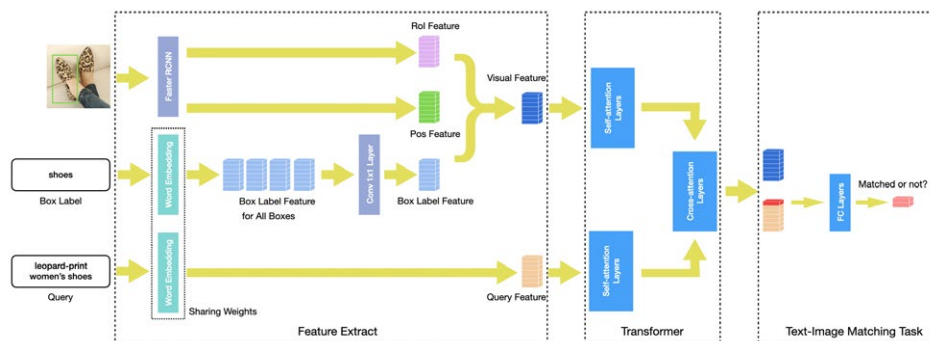 RoI Feature
Faster RCNN
Visual Feature
Pos Feature
Self-attention
Layers
shoes
Box Label
Word Embedding
Box Label Feature
for All Boxes
Conv 1x1 Layer
Box Label Feature
Cross-attention
Layers
Matched or not?
FC Layers
leopard-print
women's shoes
Query
Word Embedding
Sharing Weights
Query Feature
Self-attention
Layers
Feature Extract
Transformer
Text-Image Matching Task